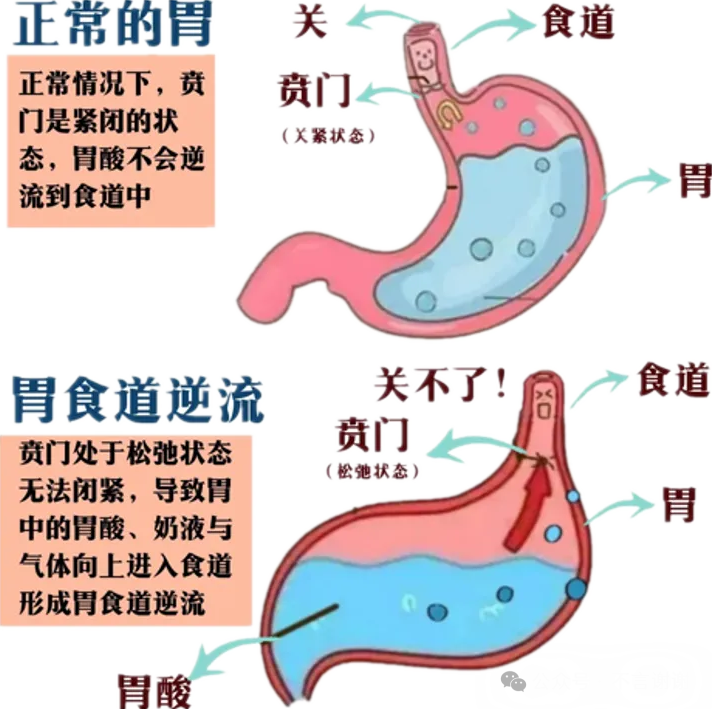 正常的胃
正常情况下，贲
门是紧闭的状
态，胃酸不会逆
流到食道中
关
食道
贲门
（关紧状态）
胃
胃食道逆流
贲门处于松弛状态
无法闭紧，导致胃
中的胃酸、奶液与
气体向上进入食道
形成胃食道逆流
关不了！
食道
贲门
（松弛状态）
胃
胃酸